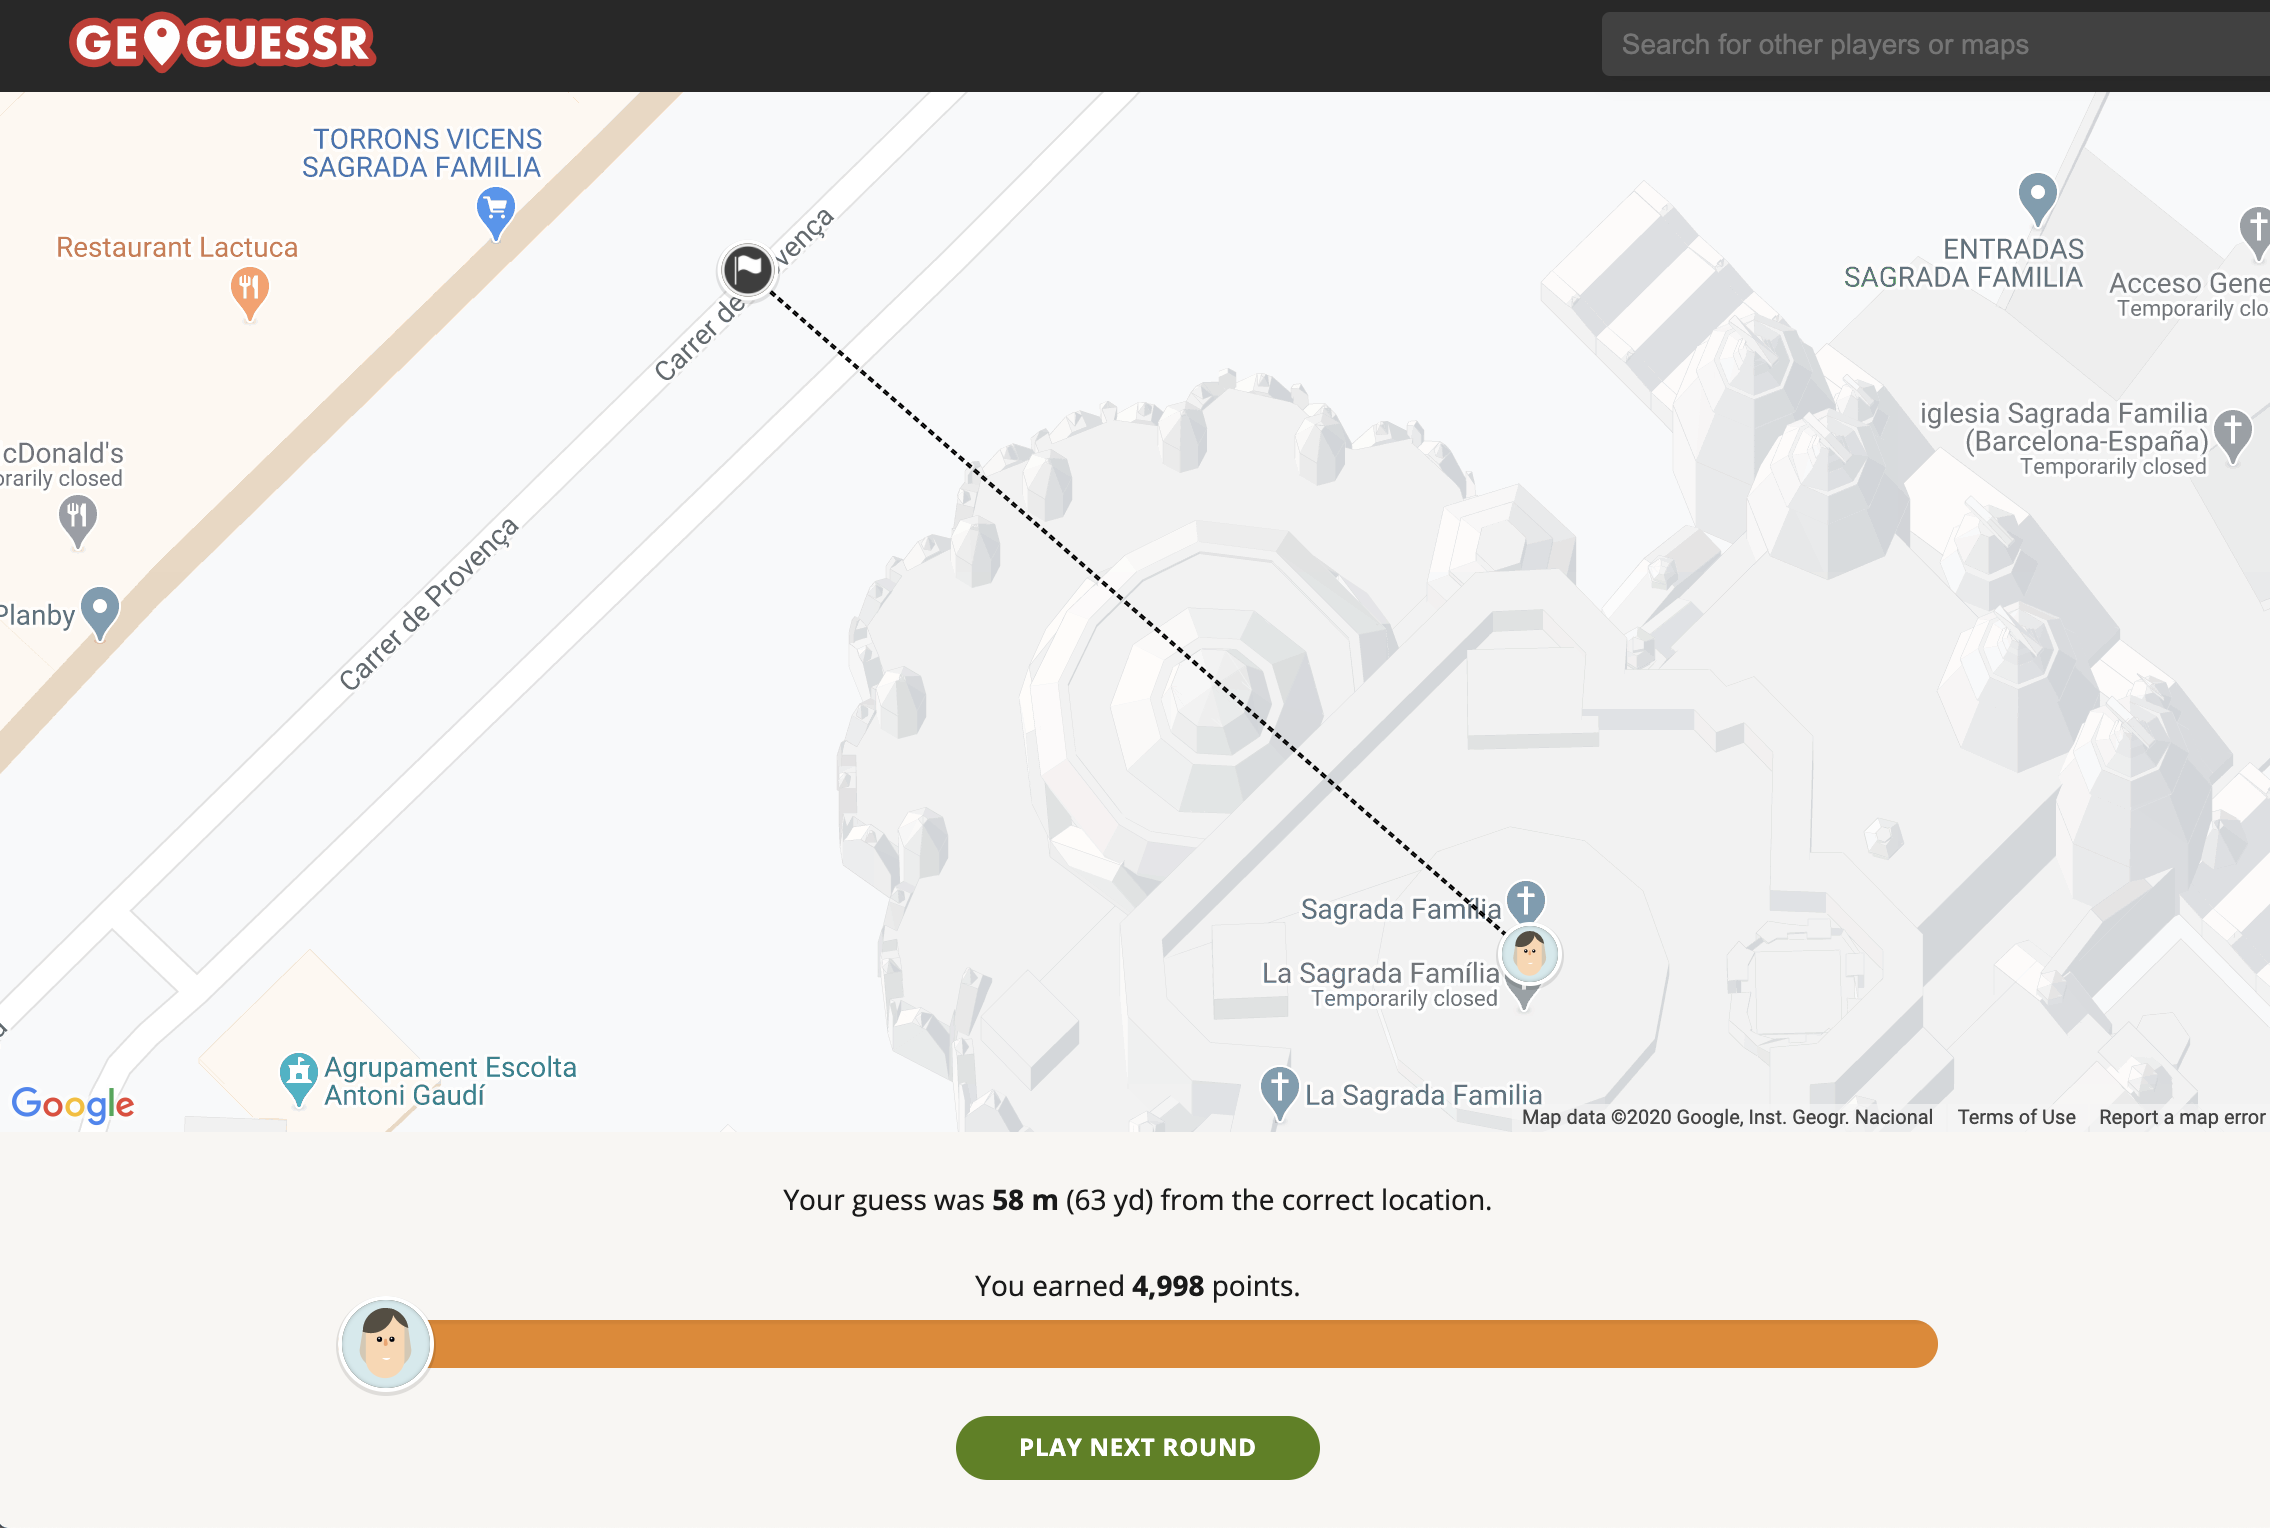 GEOGUESSR
Search for other players or maps
TORRONS VICENS
SAGRADA FAMILIA
Restaurant Lactuca
cDonald's
orarily closed
Planby
Carrer de
vença
Carrer de Provença
ENTRADAS
SAGRADA FAMILIA
Acceso Gene
Temporarily clo
iglesia Sagrada Familia
(Barcelona-España)
Temporarily closed
Sagrada Família
La Sagrada Família
Temporarily closed
La Sagrada Familia
Agrupament Escolta
Antoni Gaudí
Google
Map data ©2020 Google, Inst. Geogr. Nacional Terms of Use Report a map error
Your guess was 58 m (63 yd) from the correct location.
You earned 4,998 points.
PLAY NEXT ROUND